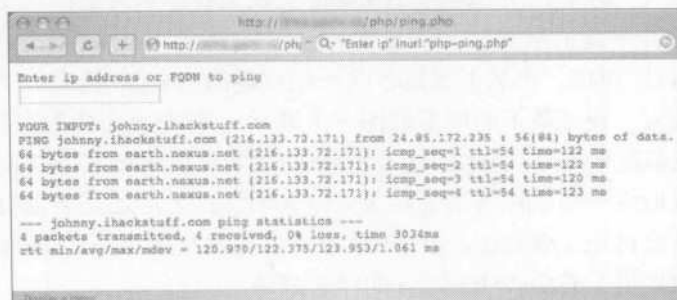 http:// /php/ping.php
http:// /ph
"Enter ip" inurl:"php-ping.php"
Enter ip address or FQDN to ping
YOUR INPUT: johnny.ihackstuff.com
PING johnny.ihackstuff.com (216.133.72.171) from 24.85.172.235 : 56(84) bytes of data.
64 bytes from earth.nexus.net (216.133.72.171): icmp_seq=1 ttl=54 time=122 ms
64 bytes from earth.nexus.net (216.133.72.171): icmp_seq=2 ttl=54 time=122 ms
64 bytes from earth.nexus.net (216.133.72.171): icmp_seq=3 ttl=54 time=120 ms
64 bytes from earth.nexus.net (216.133.72.171): icmp_seq=4 ttl=54 time=123 ms
--- johnny.ihackstuff.com ping statistics ---
4 packets transmitted, 4 received, 0% loss, time 3034ms
rtt min/avg/max/mdev = 120.970/122.375/123.953/1.061 ms